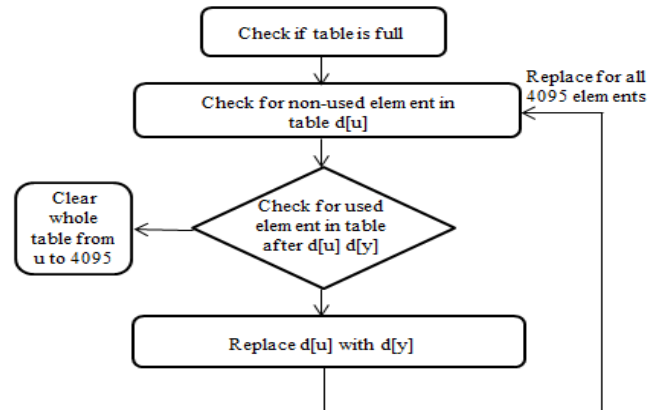 Check if table is full
Replace for all
4095 elements
Check for non-used element in
table d[u]
Clear
whole
table from
u to 4095
Check for used
element in table
after d[u] d[y]
Replace d[u] with d[y]